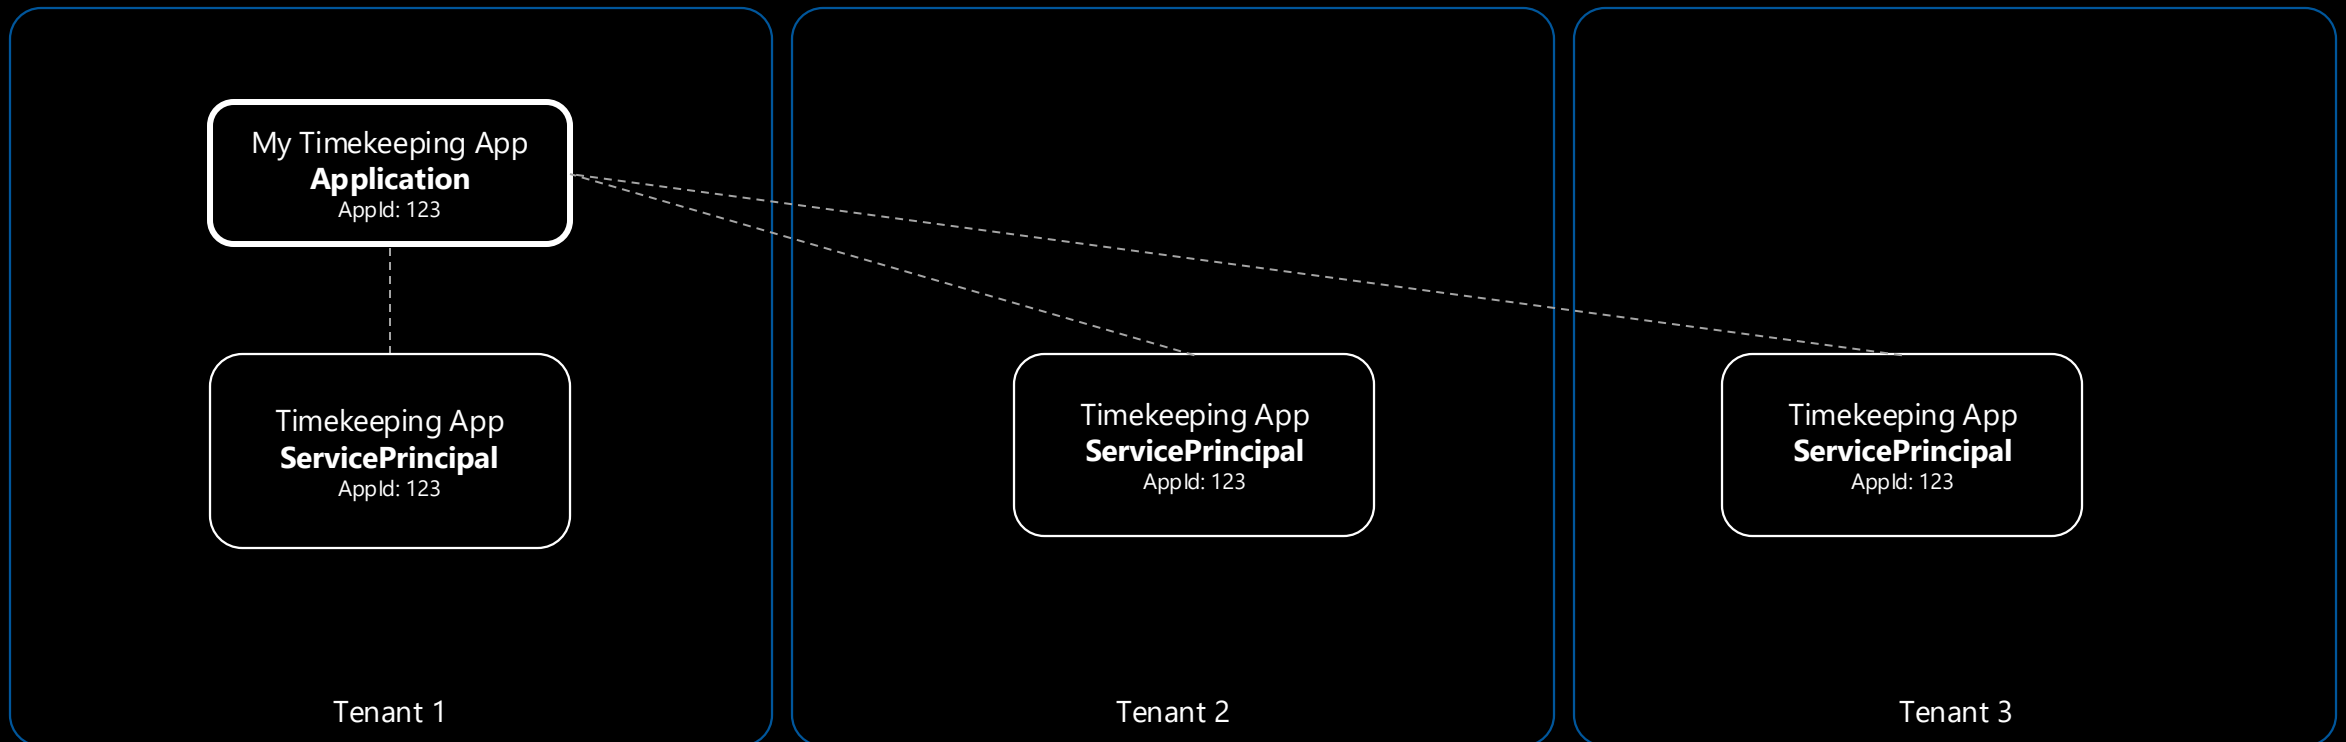 My Timekeeping App
Application
AppId: 123
Timekeeping App
ServicePrincipal
AppId: 123
Timekeeping App
ServicePrincipal
AppId: 123
Timekeeping App
ServicePrincipal
AppId: 123
Tenant 1
Tenant 2
Tenant 3